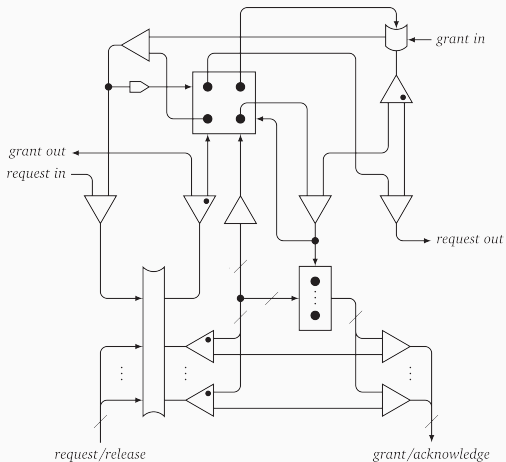 grant in
grant out
request in
request out
request/release
grant/acknowledge